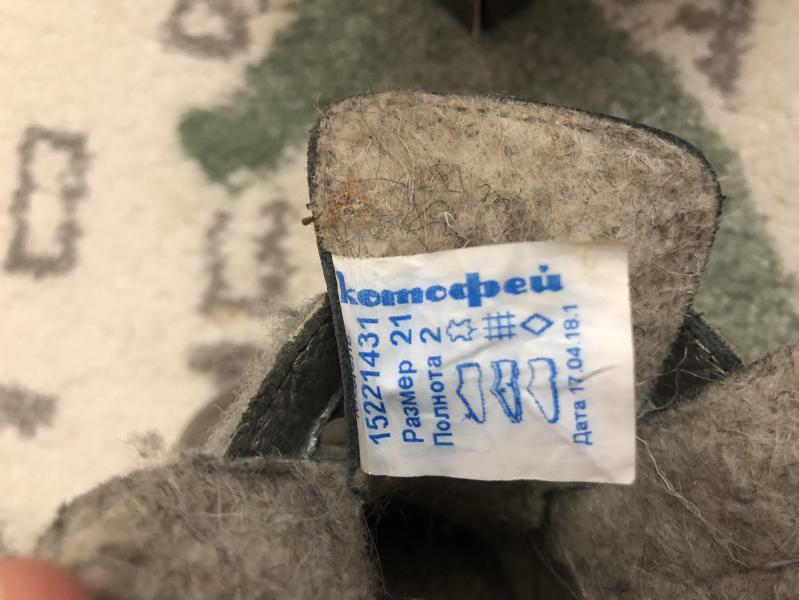 котофей
15221431
Размер 21
Полнота 2
Дата 17.04.18.1